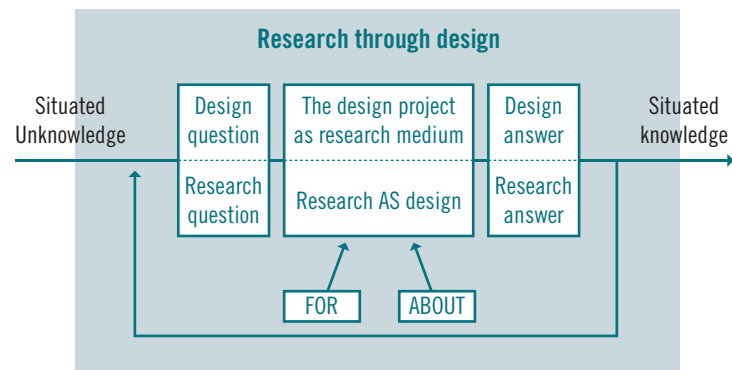 Research through design
Situated
Unknowledge
Design
question
Research
question
The design project
as research medium
Research AS design
Design
answer
Research
answer
Situated
knowledge
FOR
ABOUT